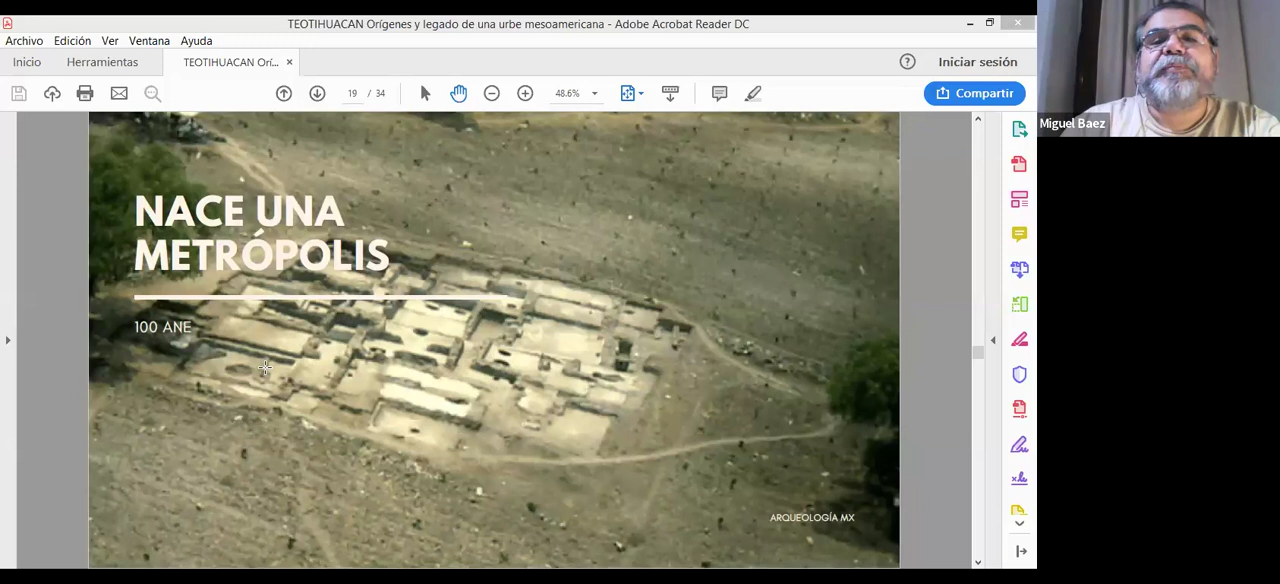 TEOTIHUACAN Orígenes y legado de una urbe mesoamericana - Adobe Acrobat Reader DC
Archivo Edición Ver Ventana Ayuda
Inicio Herramientas TEOTIHUACAN Orí... × Iniciar sesión
19 / 34 48.6% Compartir
Miguel Baez
NACE UNA
METRÓPOLIS
100 ANE
ARQUEOLOGÍA MX